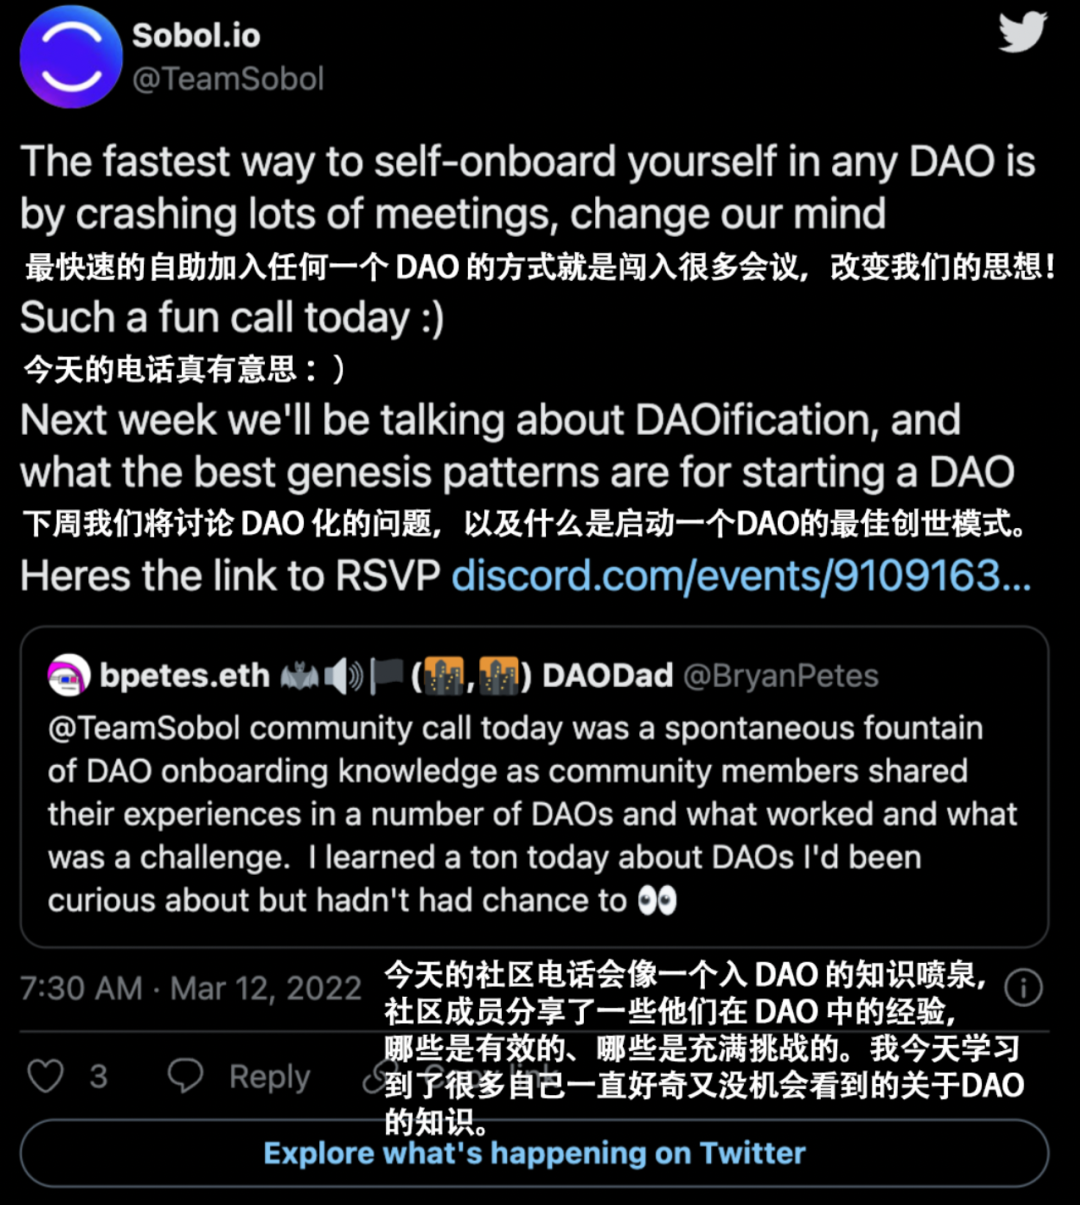 Sobol.io
@TeamSobol
The fastest way to self-onboard yourself in any DAO is
by crashing lots of meetings, change our mind
最快速的自助加入任何一个 DAO 的方式就是闯入很多会议，改变我们的思想！
Such a fun call today :)
今天的电话真有意思：）
Next week we'll be talking about DAOification, and
what the best genesis patterns are for starting a DAO
下周我们将讨论 DAO 化的问题，以及什么是启动一个DAO的最佳创世模式。
Heres the link to RSVP discord.com/events/9109163...
bpetes.eth 🦇🔊🏴(🌆,🌆) DAODad @BryanPetes
@TeamSobol community call today was a spontaneous fountain
of DAO onboarding knowledge as community members shared
their experiences in a number of DAOs and what worked and what
was a challenge. I learned a ton today about DAOs I'd been
curious about but hadn't had chance to 👀
7:30 AM · Mar 12, 2022
今天的社区电话会像一个入 DAO 的知识喷泉，
社区成员分享了一些他们在 DAO 中的经验，
哪些是有效的、哪些是充满挑战的。我今天学习
到了很多自己一直好奇又没机会看到的关于DAO
的知识。
3 Reply Copy link
Explore what's happening on Twitter